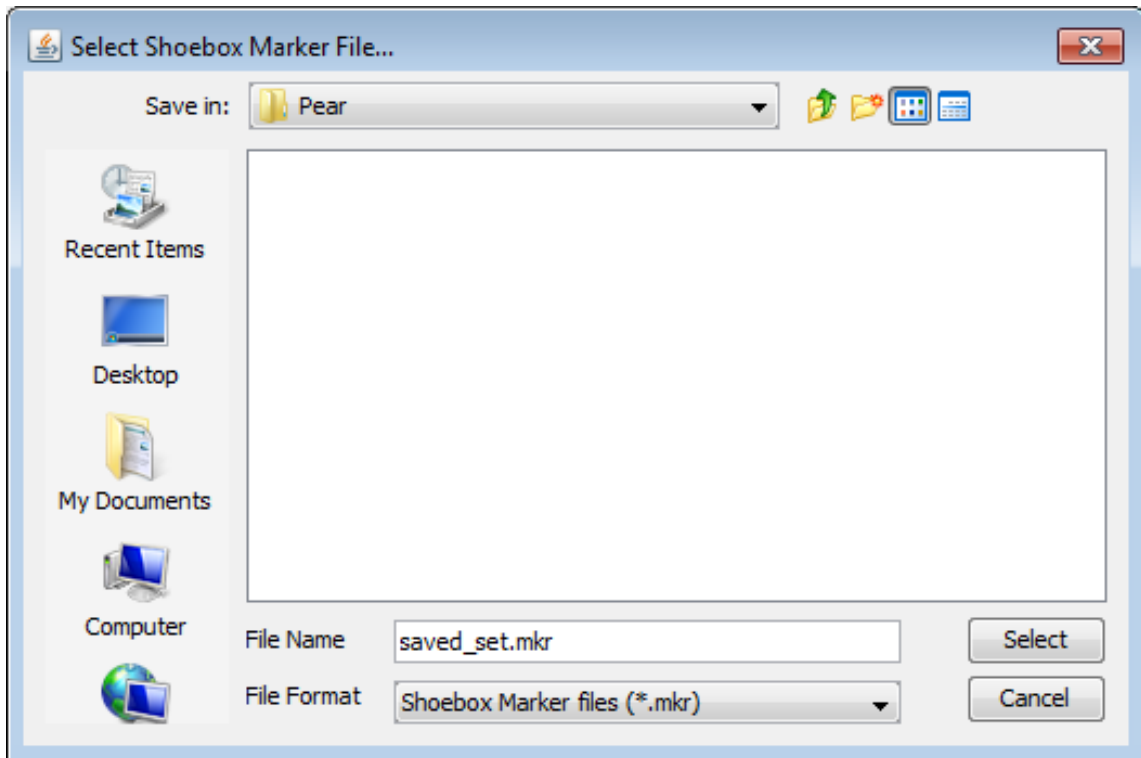 Select Shoebox Marker File...
Save in: Pear
Recent Items
Desktop
My Documents
Computer
File Name saved_set.mkr Select
File Format Shoebox Marker files (*.mkr) Cancel